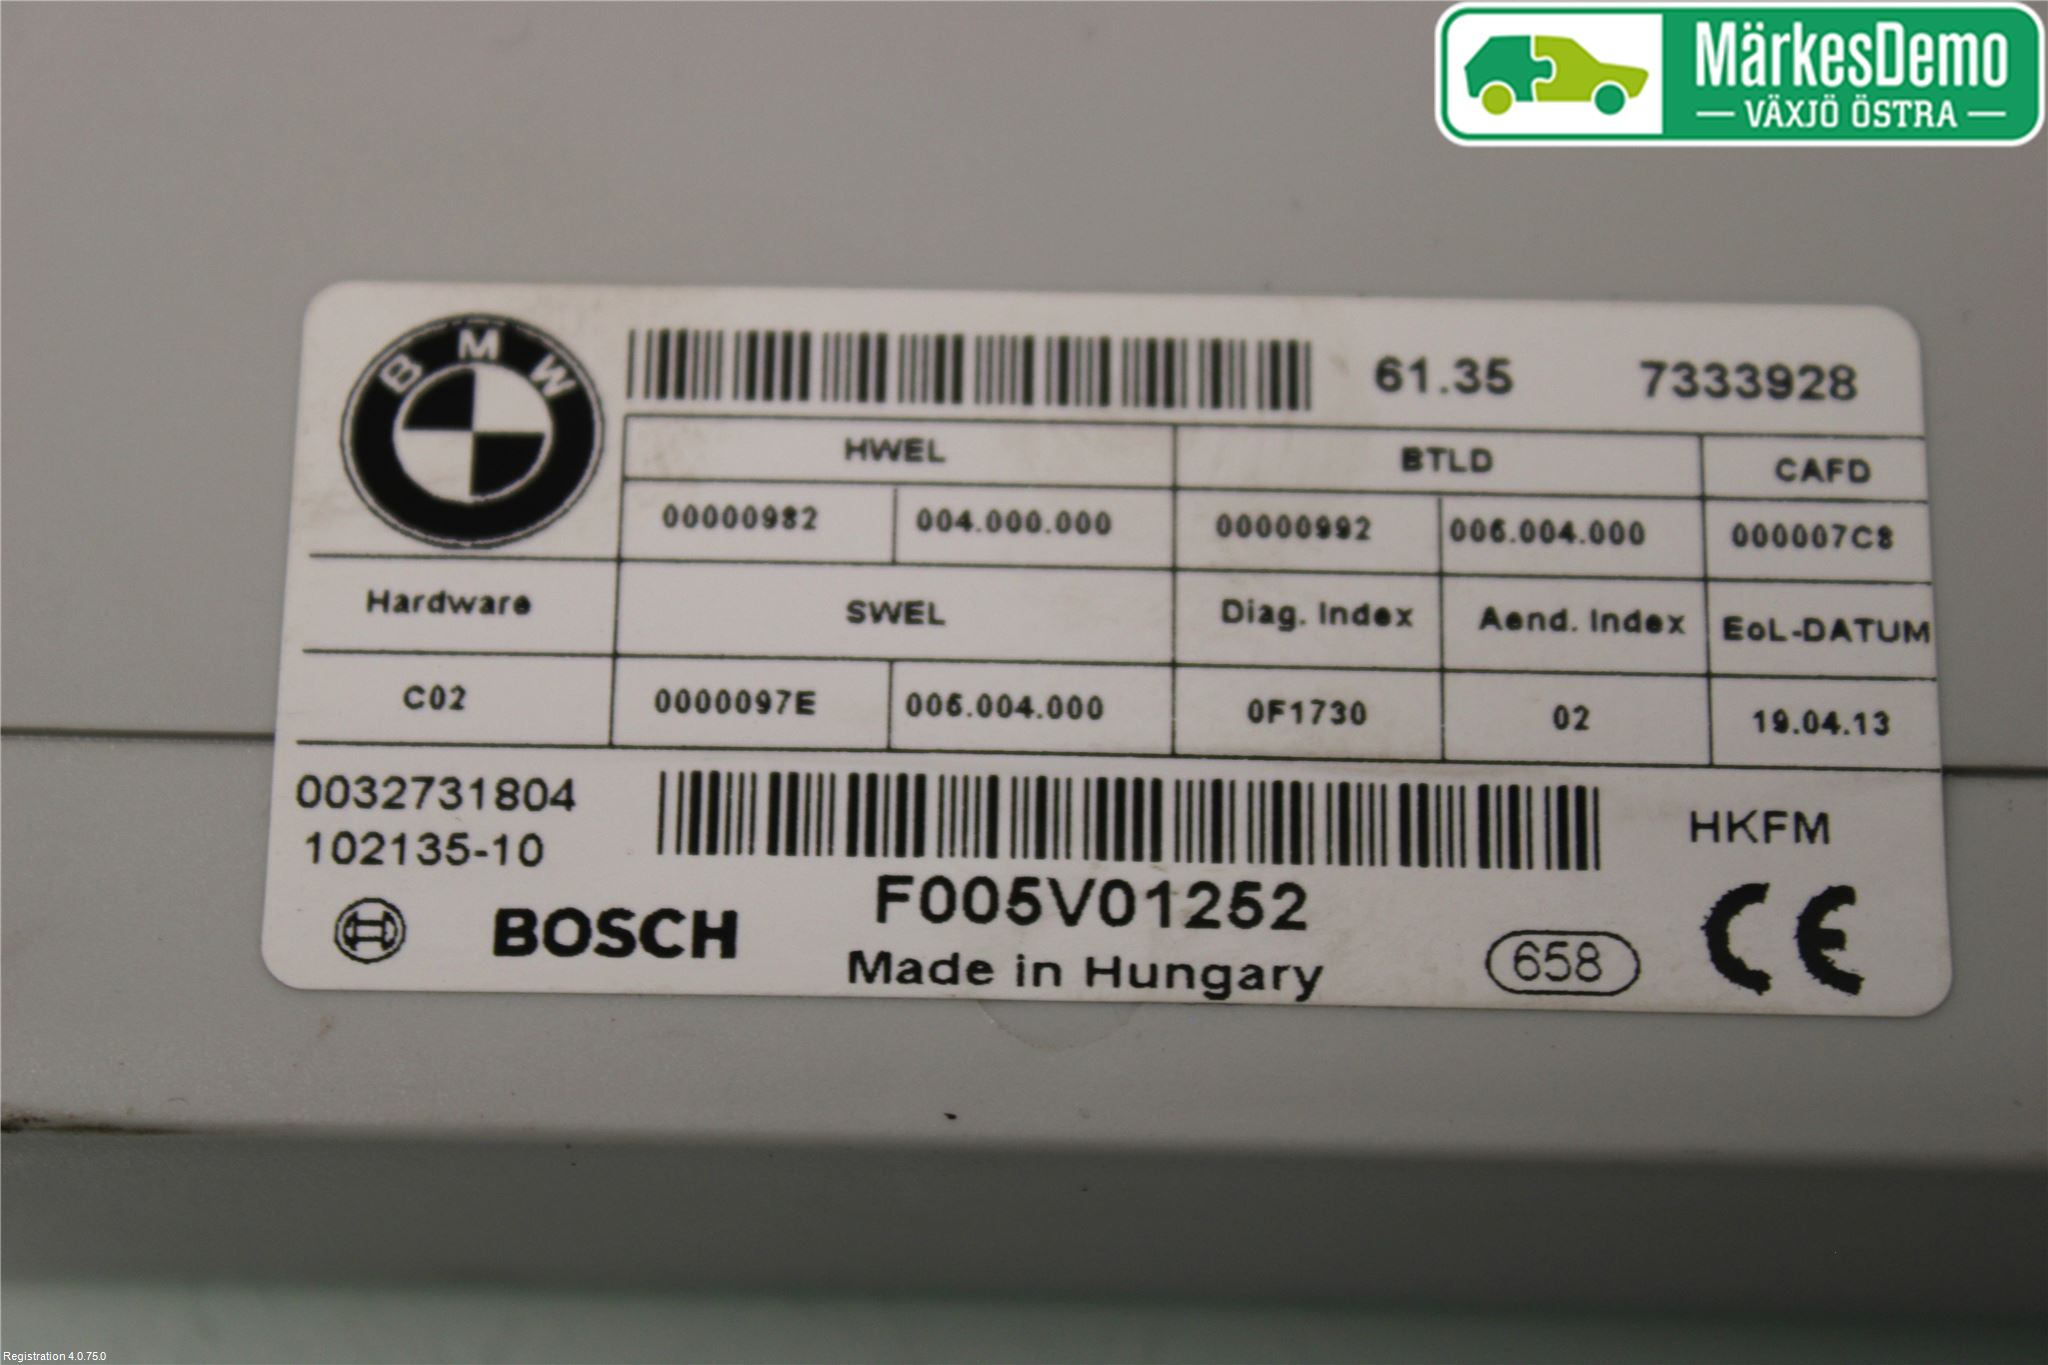 MärkesDemo
VÄXJÖ ÖSTRA
BMW
61.35 7333928
HWEL BTLD CAFD
00000982 004.000.000 00000992 006.004.000 000007C8
Hardware SWEL Diag. Index Aend. Index EoL-DATUM
C02 0000097E 006.004.000 0F1730 02 19.04.13
0032731804
102135-10
HKFM
BOSCH
F005V01252
Made in Hungary
658
CE
Registration 4.0.75.0